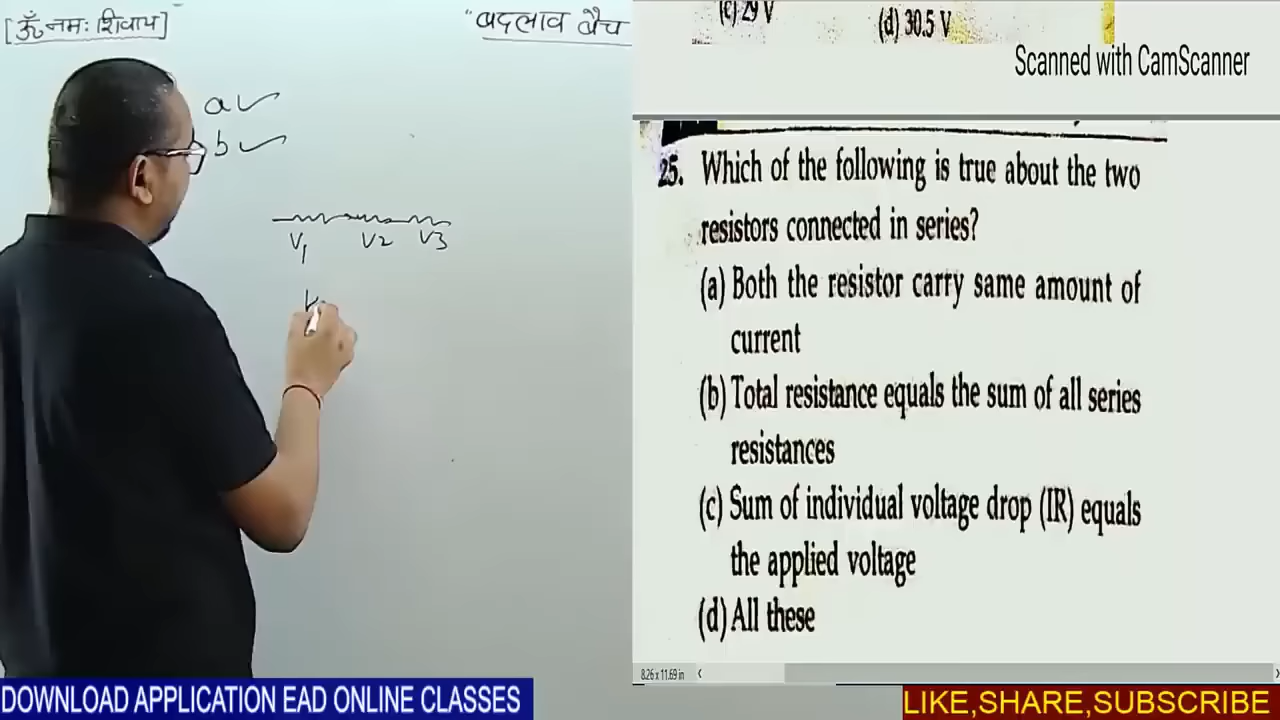 [ॐ नमः शिवाय]
"बदलाव बैच
a✓
b✓
V1 V2 V3
(c) 29 V
(d) 30.5 V
Scanned with CamScanner
25. Which of the following is true about the two
resistors connected in series?
(a) Both the resistor carry same amount of
current
(b) Total resistance equals the sum of all series
resistances
(c) Sum of individual voltage drop (IR) equals
the applied voltage
(d) All these
8.26 x 11.69 in
DOWNLOAD APPLICATION EAD ONLINE CLASSES
LIKE,SHARE,SUBSCRIBE